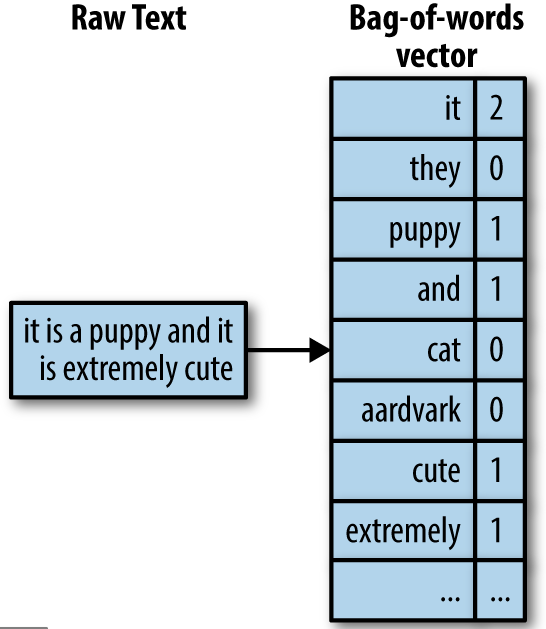 Raw Text
Bag-of-words
vector
it is a puppy and it
is extremely cute
it 2
they 0
puppy 1
and 1
cat 0
aardvark 0
cute 1
extremely 1
... ...